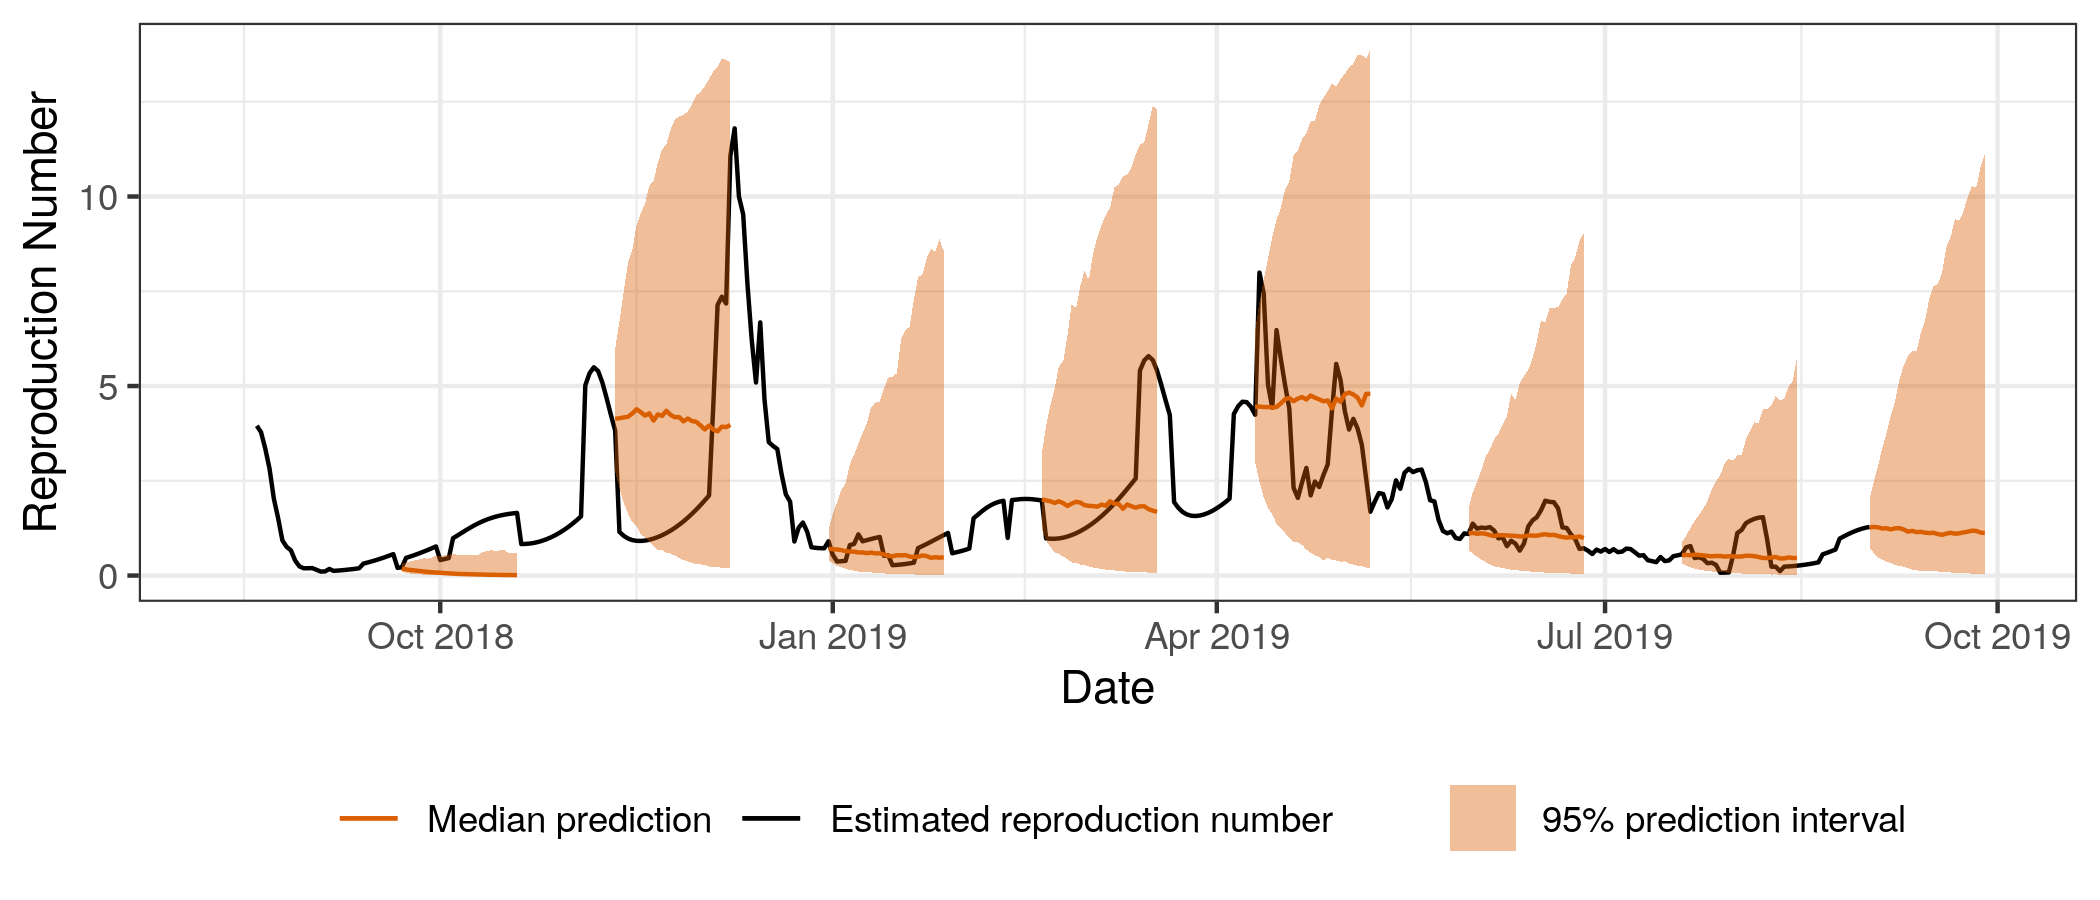 Reproduction Number
10
5
0
Oct 2018 Jan 2019 Apr 2019 Jul 2019 Oct 2019
Date
Median prediction Estimated reproduction number 95% prediction interval